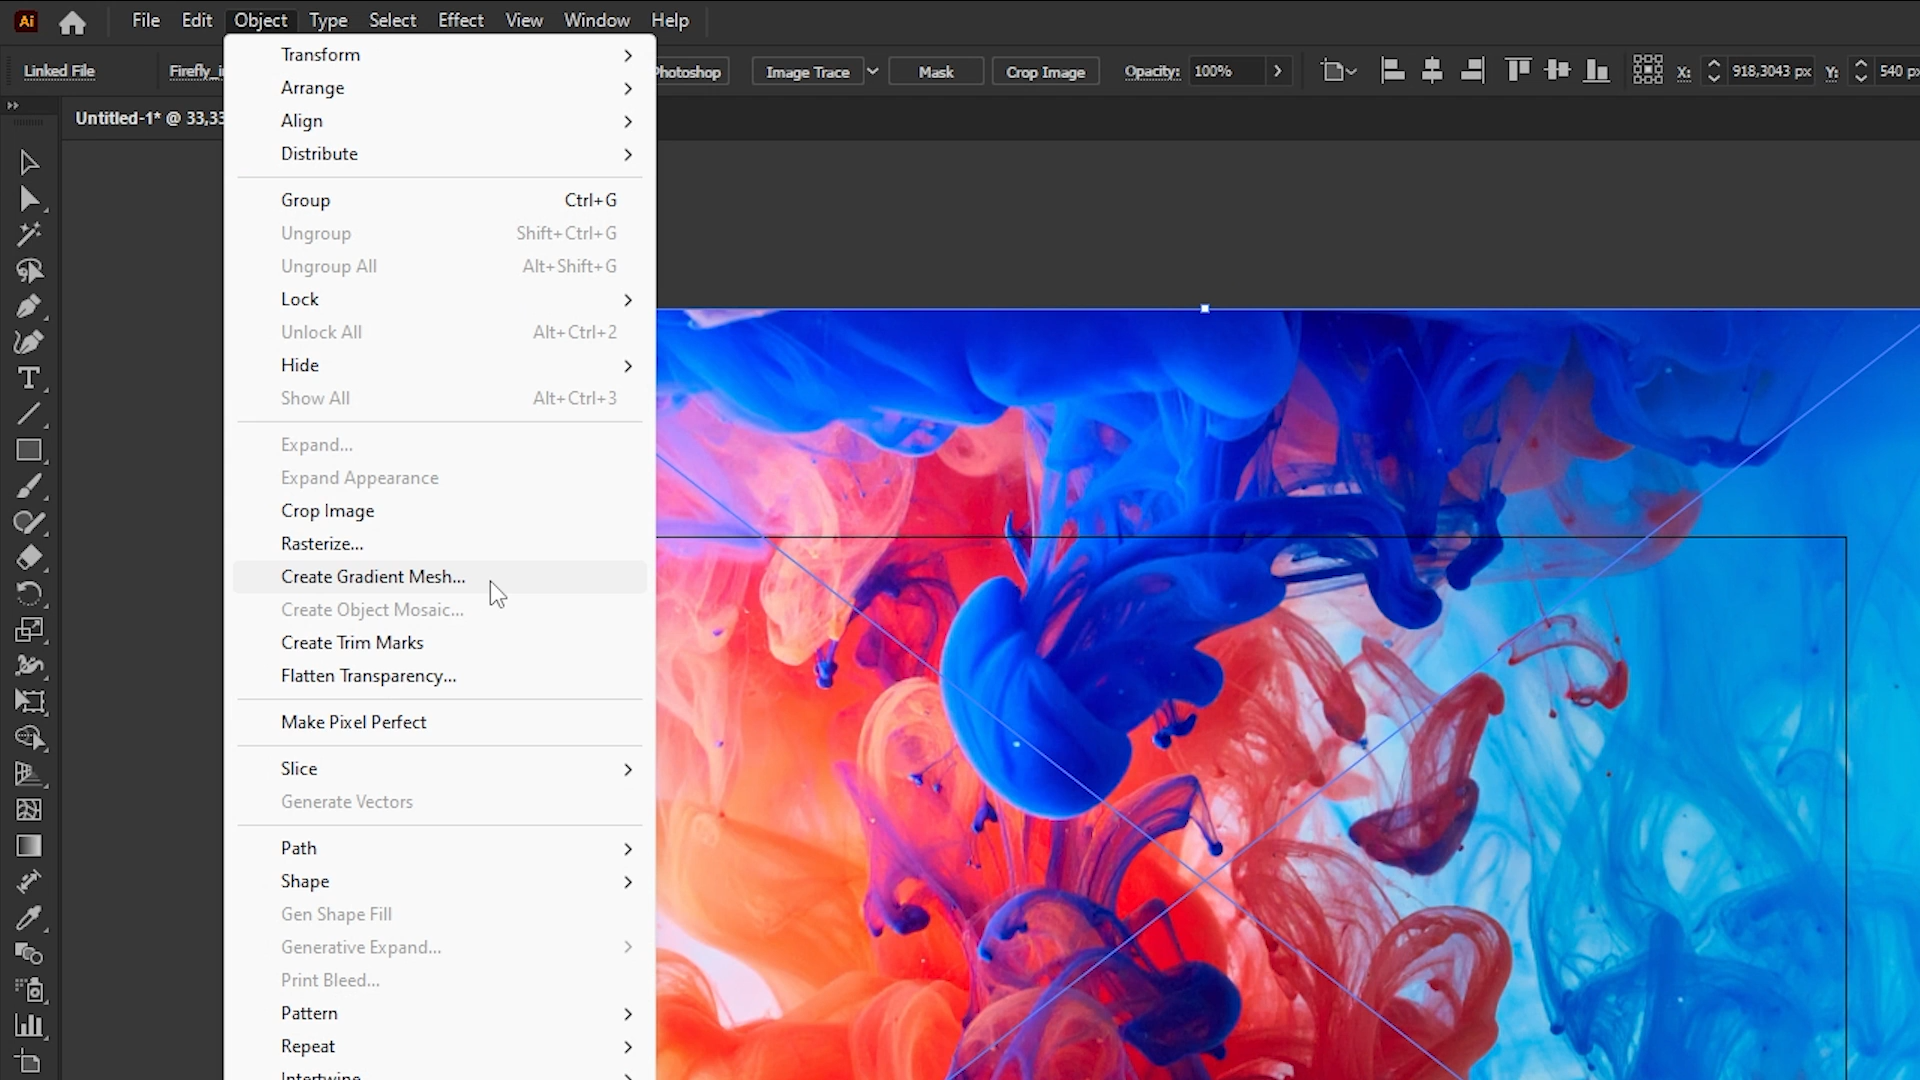 Ai File Edit Object Type Select Effect View Window Help
Linked File
Image Trace Mask Crop Image Opacity: 100% X: 918,3043 px Y: 540
Untitled-1* @
Transform
Arrange
Align
Distribute
Group Ctrl+G
Ungroup Shift+Ctrl+G
Ungroup All Alt+Shift+G
Lock
Unlock All Alt+Ctrl+2
Hide
Show All Alt+Ctrl+3
Expand...
Expand Appearance
Crop Image
Rasterize...
Create Gradient Mesh...
Create Object Mosaic...
Create Trim Marks
Flatten Transparency...
Make Pixel Perfect
Slice
Generate Vectors
Path
Shape
Gen Shape Fill
Generative Expand...
Print Bleed...
Pattern
Repeat